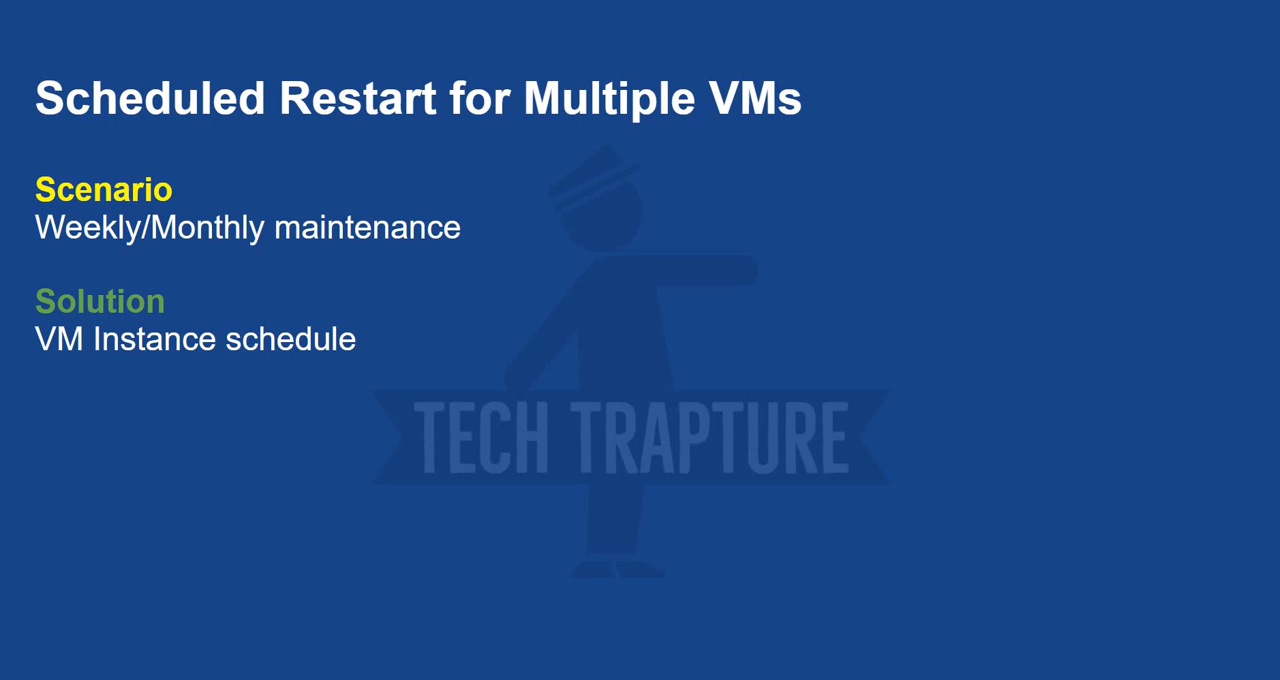 Scheduled Restart for Multiple VMs
Scenario
Weekly/Monthly maintenance
Solution
VM Instance schedule
TECH TRAPTURE